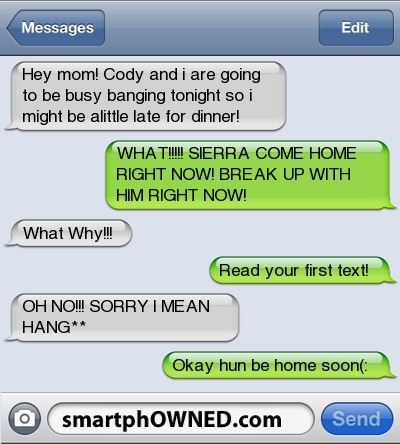 Messages
Edit
Hey mom! Cody and i are going
to be busy banging tonight so i
might be alittle late for dinner!
WHAT!!!!! SIERRA COME HOME
RIGHT NOW! BREAK UP WITH
HIM RIGHT NOW!
What Why!!!
Read your first text!
OH NO!!! SORRY I MEAN
HANG**
Okay hun be home soon(:
smartphOWNED.com
Send